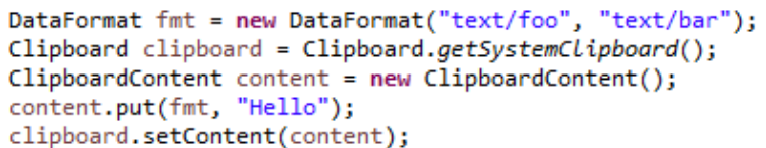 DataFormat fmt = new DataFormat("text/foo", "text/bar");
Clipboard clipboard = Clipboard.getSystemClipboard();
ClipboardContent content = new ClipboardContent();
content.put(fmt, "Hello");
clipboard.setContent(content);